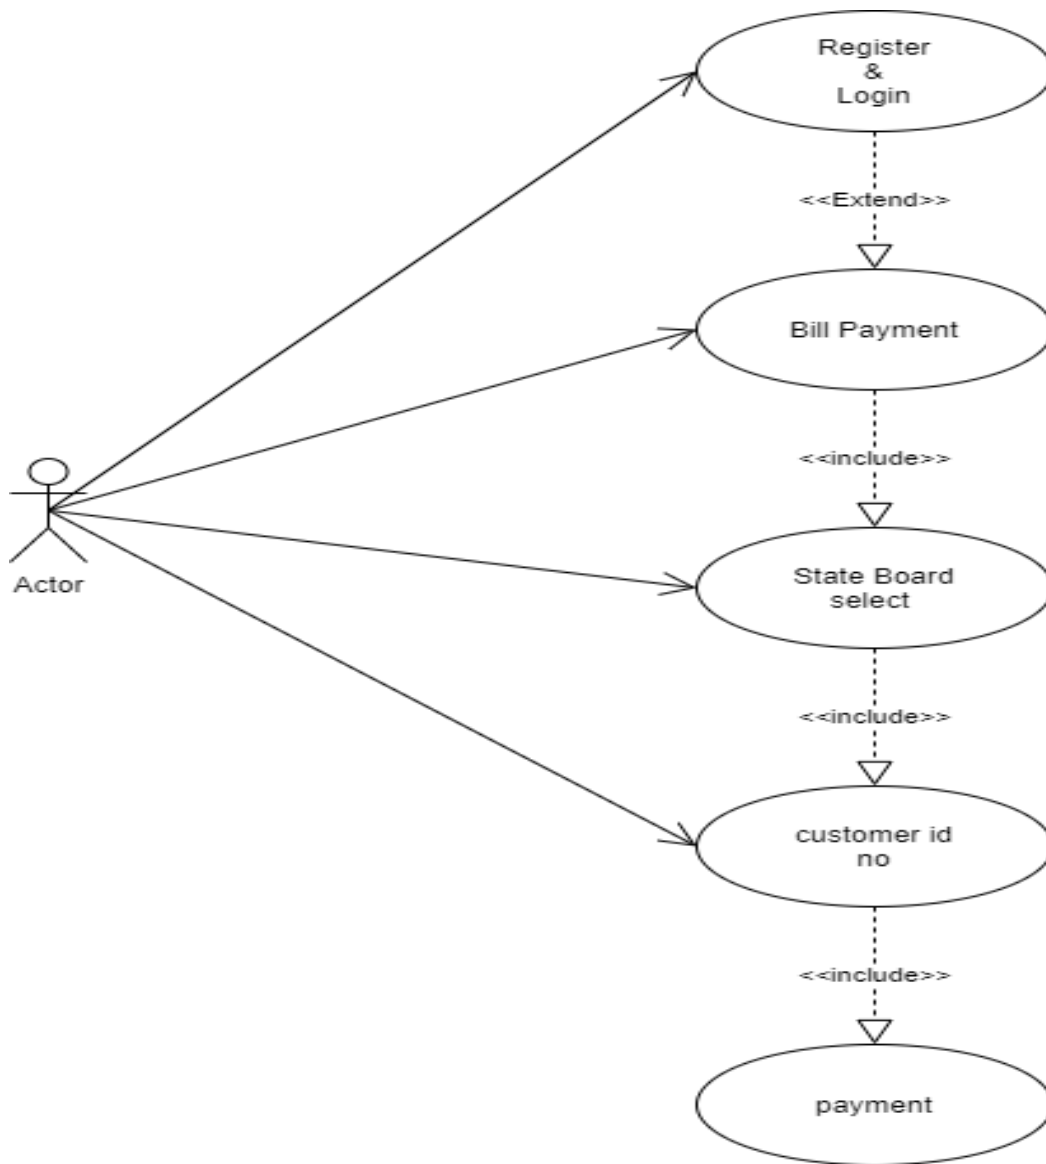 Register
&
Login
<<Extend>>
Bill Payment
<<include>>
Actor
State Board
select
<<include>>
customer id
no
<<include>>
payment